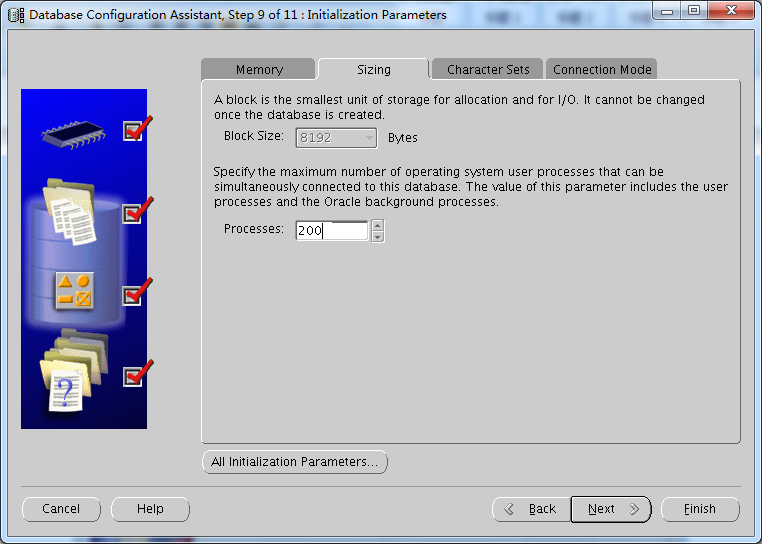 Database Configuration Assistant, Step 9 of 11 : Initialization Parameters
Memory
Sizing
Character Sets
Connection Mode
A block is the smallest unit of storage for allocation and for I/O. It cannot be changed
once the database is created.
Block Size: 8192 Bytes
Specify the maximum number of operating system user processes that can be
simultaneously connected to this database. The value of this parameter includes the user
processes and the Oracle background processes.
Processes: 200
?
All Initialization Parameters...
Cancel
Help
Back
Next
Finish